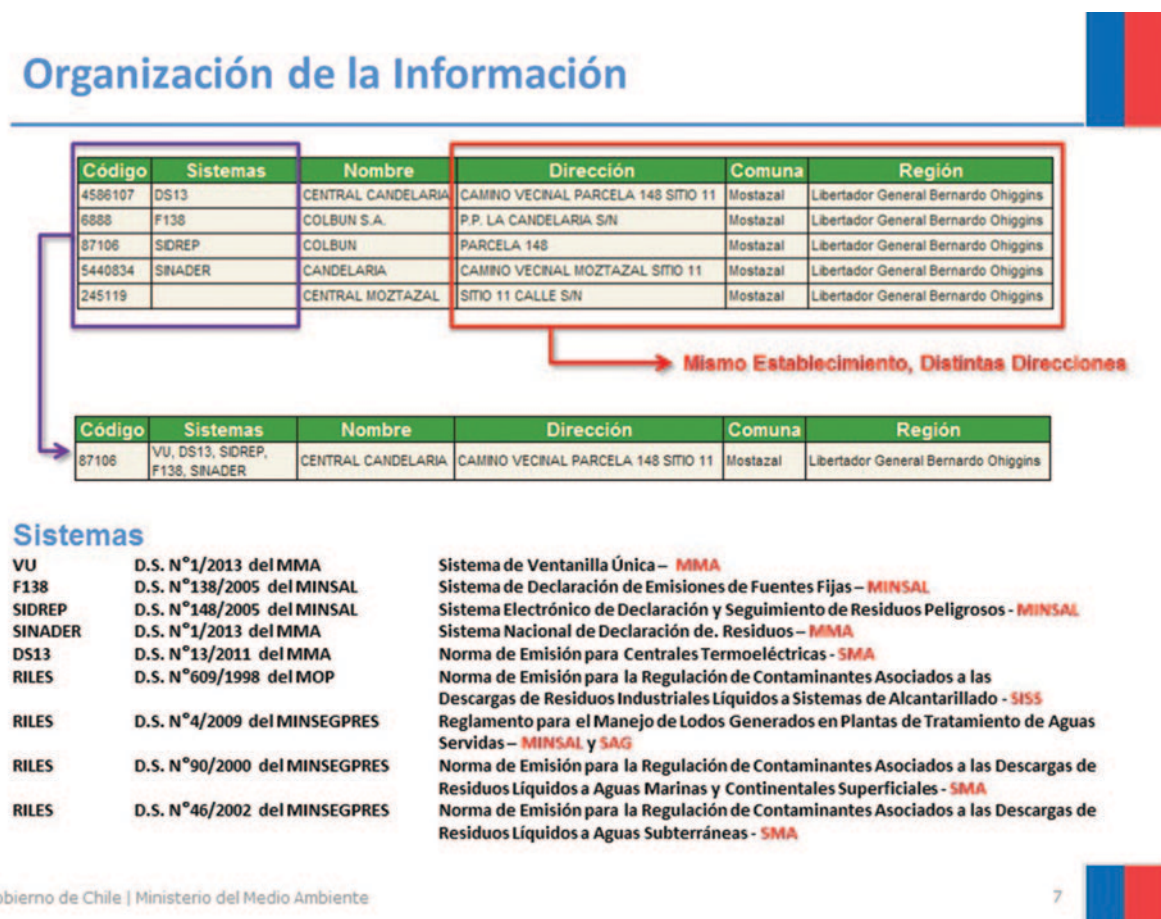 Organización de la Información
Código Sistemas Nombre Dirección Comuna Región
4586107 DS13 CENTRAL CANDELARIA CAMINO VECINAL PARCELA 148 SITIO 11 Mostazal Libertador General Bernardo Ohiggins
6888 F138 COLBUN S.A. P.P. LA CANDELARIA S/N Mostazal Libertador General Bernardo Ohiggins
87106 SIDREP COLBUN PARCELA 148 Mostazal Libertador General Bernardo Ohiggins
5440834 SINADER CANDELARIA CAMINO VECINAL MOZTAZAL SITIO 11 Mostazal Libertador General Bernardo Ohiggins
245119 CENTRAL MOZTAZAL SITIO 11 CALLE S/N Mostazal Libertador General Bernardo Ohiggins
Mismo Establecimiento, Distintas Direcciones
Código Sistemas Nombre Dirección Comuna Región
87106 VU, DS13, SIDREP, CENTRAL CANDELARIA CAMINO VECINAL PARCELA 148 SITIO 11 Mostazal Libertador General Bernardo Ohiggins
F138, SINADER
Sistemas
VU D.S. N°1/2013 del MMA Sistema de Ventanilla Única – MMA
F138 D.S. N°138/2005 del MINSAL Sistema de Declaración de Emisiones de Fuentes Fijas – MINSAL
SIDREP D.S. N°148/2005 del MINSAL Sistema Electrónico de Declaración y Seguimiento de Residuos Peligrosos - MINSAL
SINADER D.S. N°1/2013 del MMA Sistema Nacional de Declaración de. Residuos – MMA
DS13 D.S. N°13/2011 del MMA Norma de Emisión para Centrales Termoeléctricas - SMA
RILES D.S. N°609/1998 del MOP Norma de Emisión para la Regulación de Contaminantes Asociados a las
Descargas de Residuos Industriales Líquidos a Sistemas de Alcantarillado - SISS
RILES D.S. N°4/2009 del MINSEGPRES Reglamento para el Manejo de Lodos Generados en Plantas de Tratamiento de Aguas
Servidas – MINSAL y SAG
RILES D.S. N°90/2000 del MINSEGPRES Norma de Emisión para la Regulación de Contaminantes Asociados a las Descargas de
Residuos Líquidos a Aguas Marinas y Continentales Superficiales - SMA
RILES D.S. N°46/2002 del MINSEGPRES Norma de Emisión para la Regulación de Contaminantes Asociados a las Descargas de
Residuos Líquidos a Aguas Subterráneas - SMA
obierno de Chile | Ministerio del Medio Ambiente 7